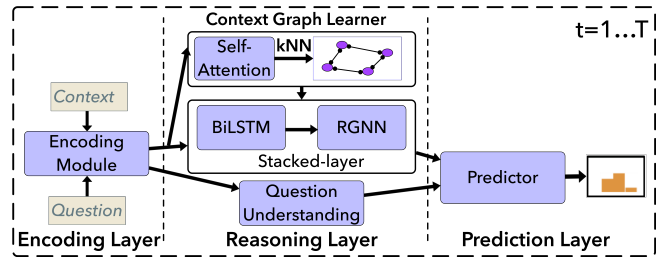 Context Graph Learner
t=1...T
Self-
Attention
kNN
Context
BiLSTM
RGNN
Encoding
Module
Stacked-layer
Predictor
Question
Understanding
Question
Encoding Layer
Reasoning Layer
Prediction Layer